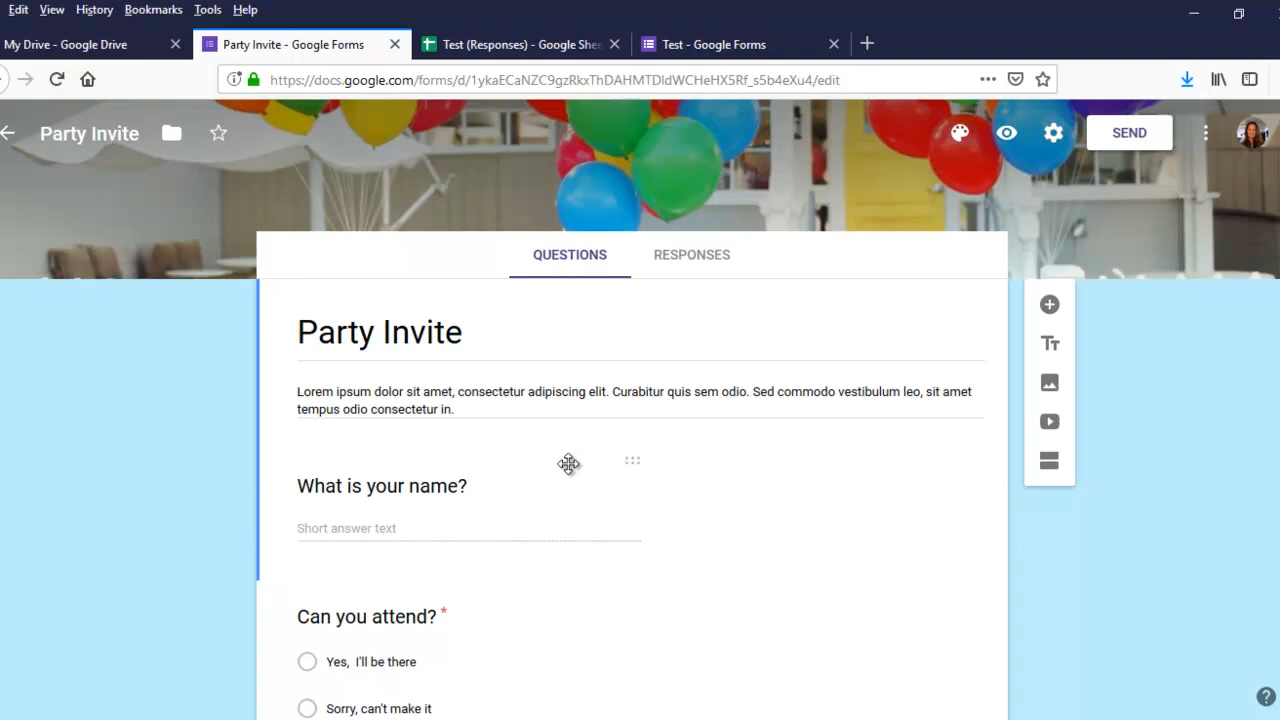 Edit View History Bookmarks Tools Help
My Drive - Google Drive
Party Invite - Google Forms
Test (Responses) - Google Shee
Test - Google Forms
https://docs.google.com/forms/d/1ykaECaNZC9gzRkxThDAHMTDldWCHeHX5Rf_s5b4eXu4/edit
Party Invite
SEND
QUESTIONS RESPONSES
Party Invite
Lorem ipsum dolor sit amet, consectetur adipiscing elit. Curabitur quis sem odio. Sed commodo vestibulum leo, sit amet
tempus odio consectetur in.
What is your name?
Short answer text
Can you attend? *
Yes, I'll be there
Sorry, can't make it